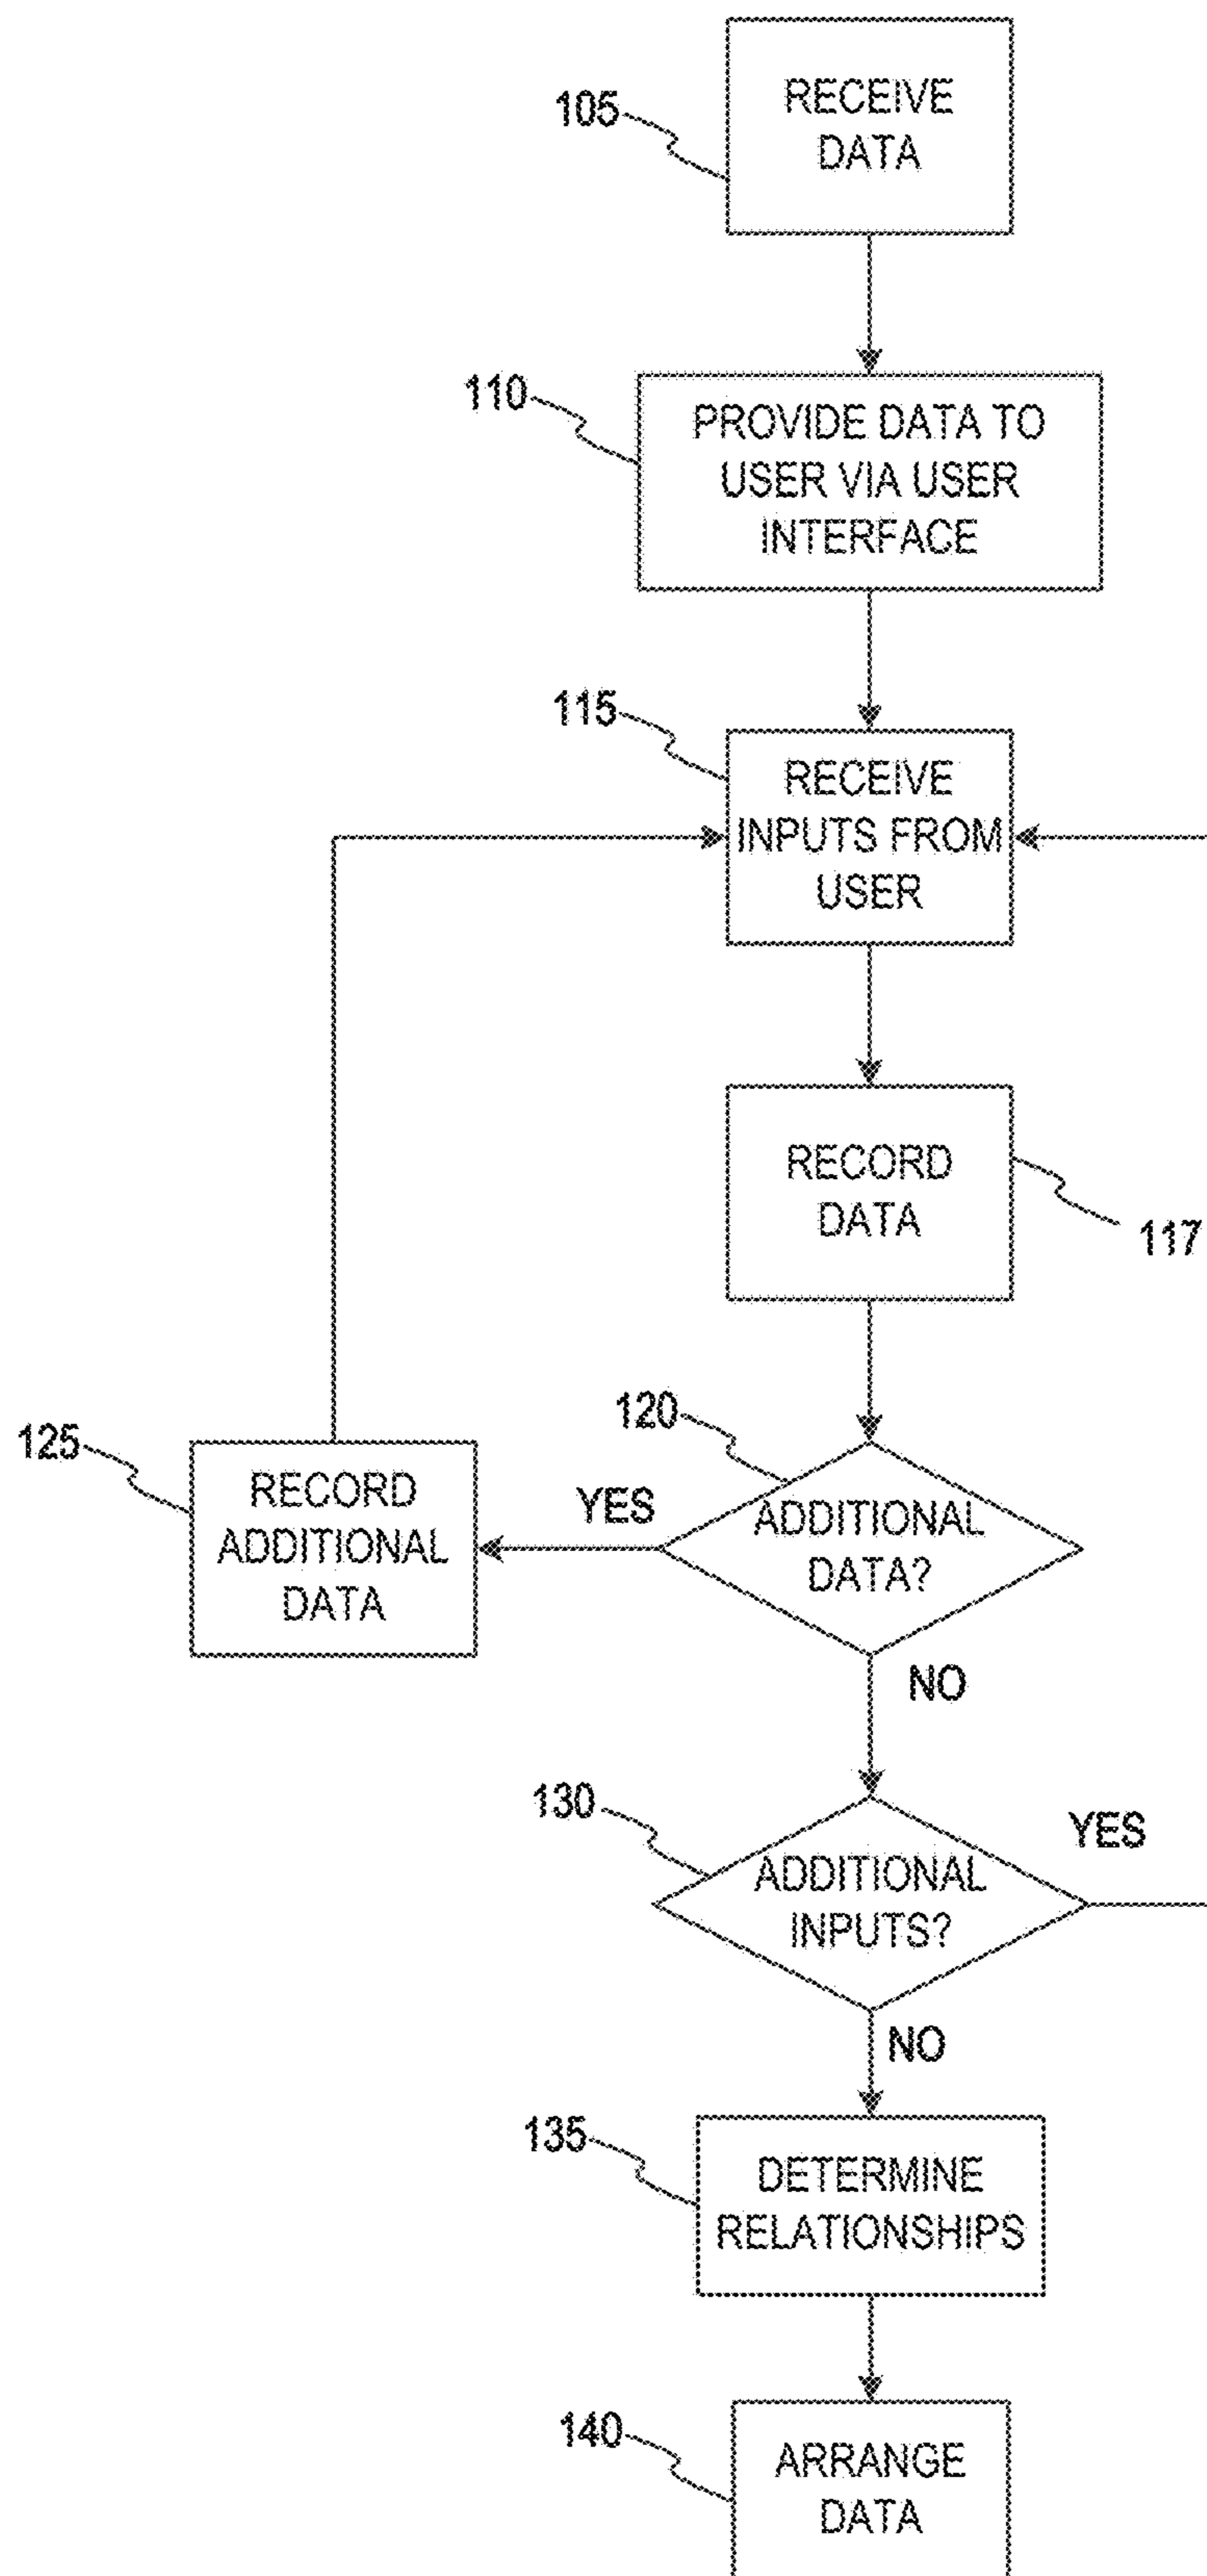 105
RECEIVE
DATA
110
PROVIDE DATA TO
USER VIA USER
INTERFACE
115
RECEIVE
INPUTS FROM
USER
RECORD
DATA
117
120
125
RECORD
ADDITIONAL
DATA
YES
ADDITIONAL
DATA?
NO
130
YES
ADDITIONAL
INPUTS?
NO
135
DETERMINE
RELATIONSHIPS
140
ARRANGE
DATA